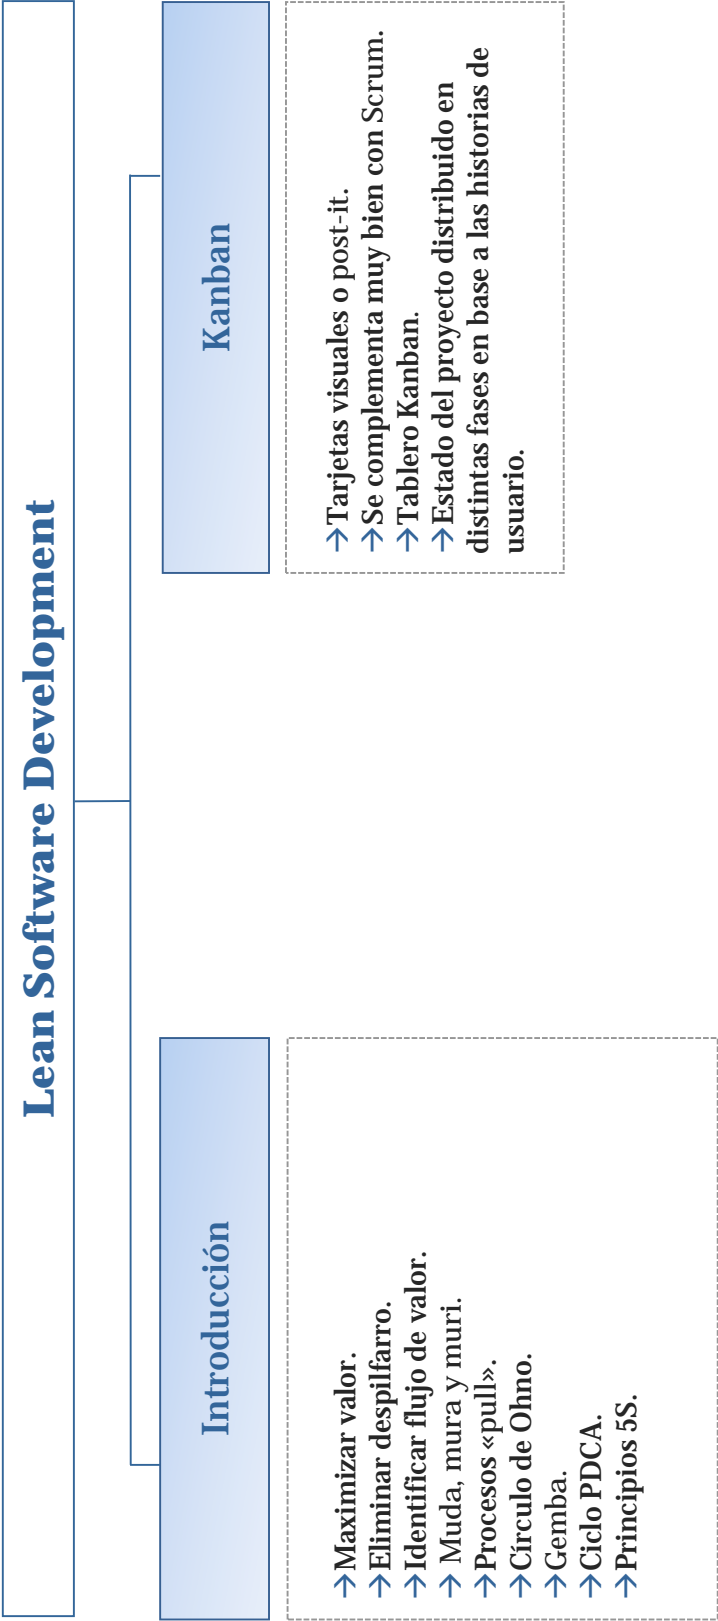 Lean Software Development
Introducción
→Maximizar valor.
→Eliminar despilfarro.
→Identificar flujo de valor.
→ Muda, mura y muri.
→Procesos «pull».
→Círculo de Ohno.
→Gemba.
→Ciclo PDCA.
→Principios 5S.
Kanban
→Tarjetas visuales o post-it.
→Se complementa muy bien con Scrum.
→Tablero Kanban.
→Estado del proyecto distribuido en
distintas fases en base a las historias de
usuario.